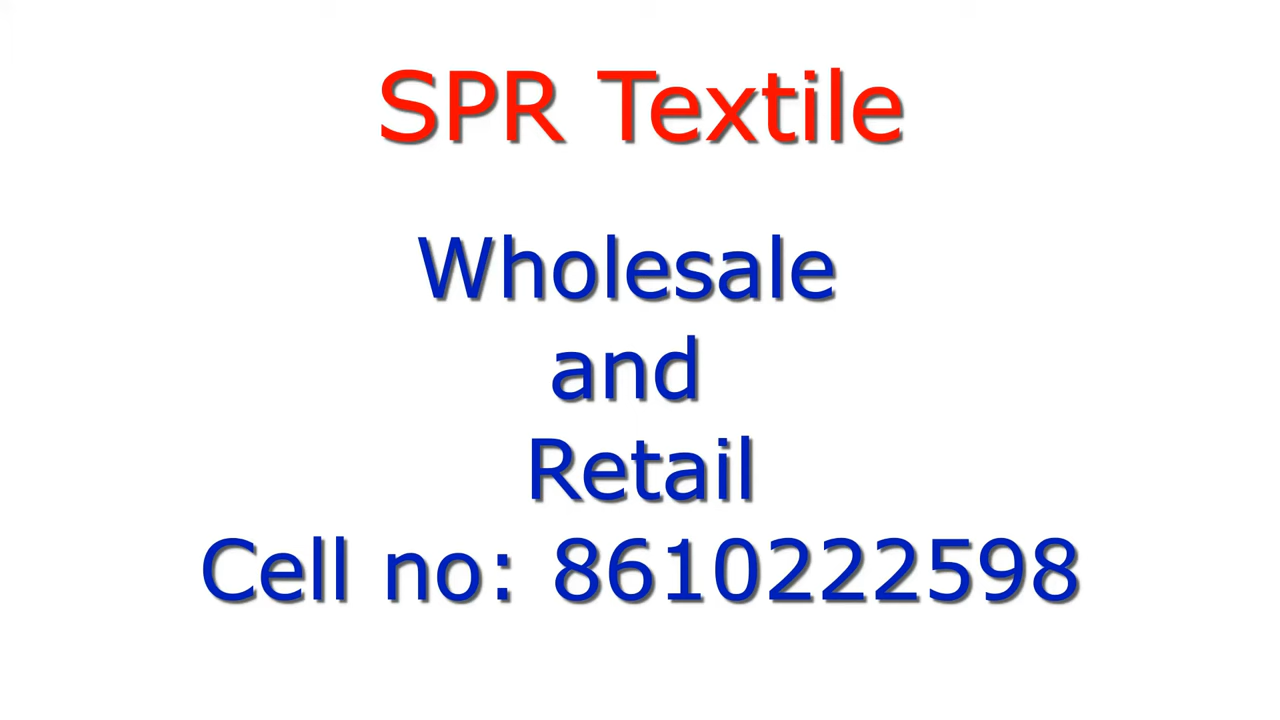 SPR Textile
Wholesale
and
Retail
Cell no: 8610222598